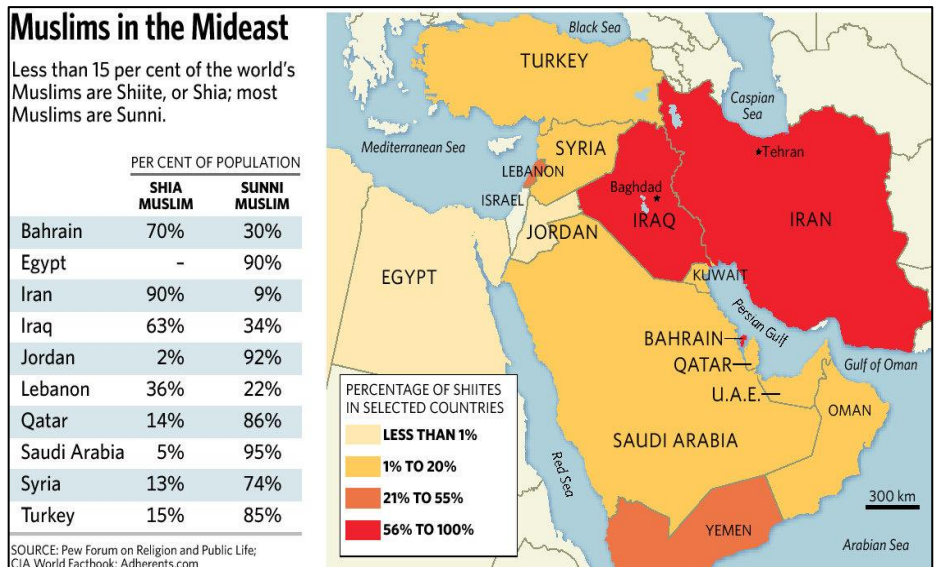 Muslims in the Mideast
Less than 15 per cent of the world's
Muslims are Shiite, or Shia; most
Muslims are Sunni.
PER CENT OF POPULATION
SHIA MUSLIM SUNNI MUSLIM
Bahrain 70% 30%
Egypt – 90%
Iran 90% 9%
Iraq 63% 34%
Jordan 2% 92%
Lebanon 36% 22%
Qatar 14% 86%
Saudi Arabia 5% 95%
Syria 13% 74%
Turkey 15% 85%
SOURCE: Pew Forum on Religion and Public Life;
CIA World Factbook; Adherents.com
Black Sea
TURKEY
Caspian
Sea
Mediterranean Sea
SYRIA
Tehran
LEBANON
Baghdad
ISRAEL
IRAQ
IRAN
JORDAN
EGYPT
KUWAIT
Persian Gulf
BAHRAIN
QATAR
Gulf of Oman
U.A.E.
OMAN
SAUDI ARABIA
Red Sea
300 km
YEMEN
Arabian Sea
PERCENTAGE OF SHIITES
IN SELECTED COUNTRIES
LESS THAN 1%
1% TO 20%
21% TO 55%
56% TO 100%